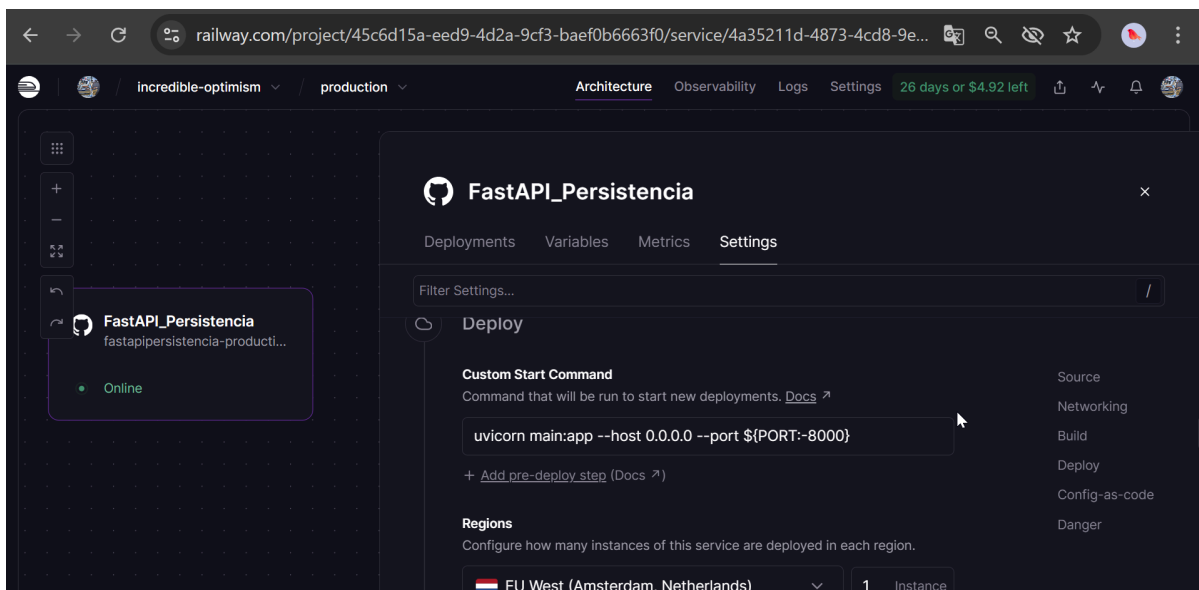 railway.com/project/45c6d15a-eed9-4d2a-9cf3-baef0b6663f0/service/4a35211d-4873-4cd8-9e...
incredible-optimism
/ production
Architecture Observability Logs Settings 26 days or $4.92 left
FastAPI_Persistencia
Deployments Variables Metrics Settings
Filter Settings... /
FastAPI_Persistencia
fastapipersistencia-producti...
Online
Deploy
Custom Start Command
Command that will be run to start new deployments. Docs ↗
uvicorn main:app --host 0.0.0.0 --port ${PORT:-8000}
+ Add pre-deploy step (Docs ↗)
Regions
Configure how many instances of this service are deployed in each region.
EU West (Amsterdam, Netherlands) 1 Instance
Source
Networking
Build
Deploy
Config-as-code
Danger